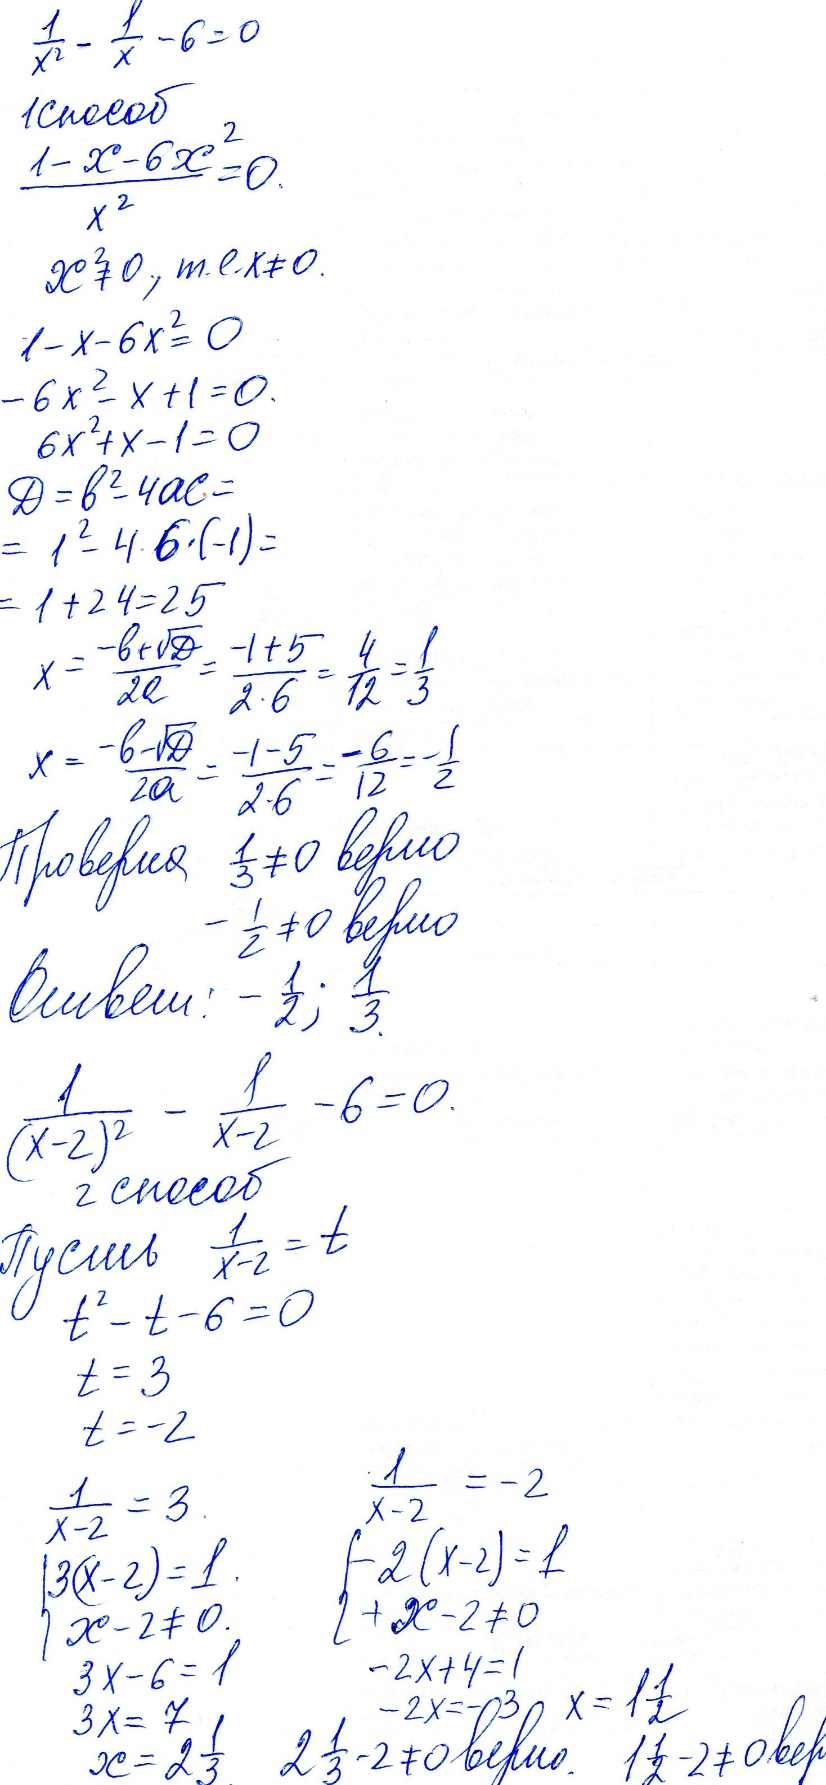 1/x² - 1/x - 6 = 0
1 способ
(1 - x - 6x²)/x² = 0.
x² ≠ 0, т.е. x ≠ 0.
1 - x - 6x² = 0
-6x² - x + 1 = 0.
6x² + x - 1 = 0
D = b² - 4ac =
= 1² - 4·6·(-1) =
= 1 + 24 = 25
x = (-b+√D)/2a = (-1+5)/2·6 = 4/12 = 1/3
x = (-b-√D)/2a = (-1-5)/2·6 = -6/12 = -1/2
Проверка 1/3 ≠ 0 верно
-1/2 ≠ 0 верно
Ответ: -1/2; 1/3.
1/(x-2)² - 1/(x-2) - 6 = 0.
2 способ
Пусть 1/(x-2) = t
t² - t - 6 = 0
t = 3
t = -2
1/(x-2) = 3. 1/(x-2) = -2
{3(x-2) = 1. {-2(x-2) = 1
x - 2 ≠ 0. + x - 2 ≠ 0
3x - 6 = 1 -2x + 4 = 1
3x = 7 -2x = -3 x = 1 1/2
x = 2 1/3 2 1/3 - 2 ≠ 0 верно. 1 1/2 - 2 ≠ 0 вер